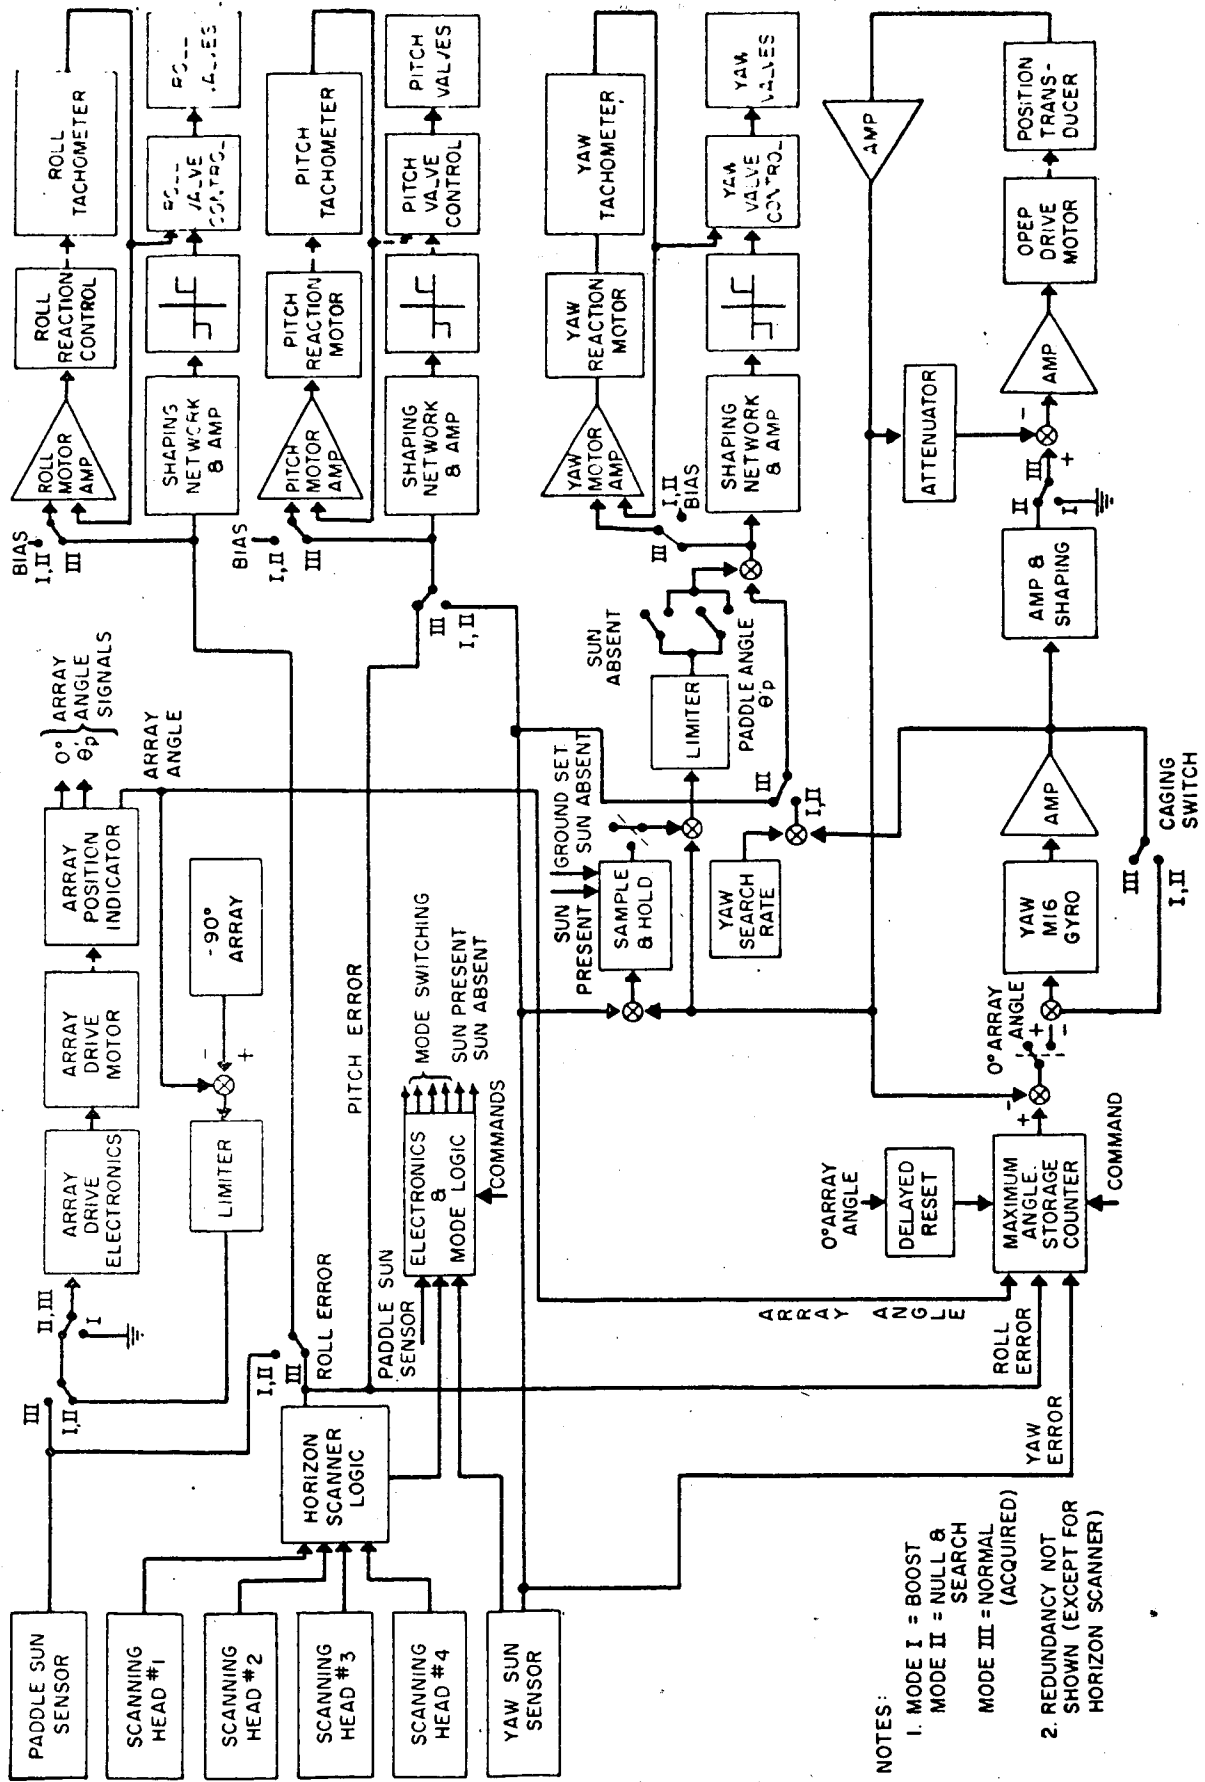 PADDLE SUN
SENSOR
SCANNING
HEAD #1
SCANNING
HEAD #2
SCANNING
HEAD #3
SCANNING
HEAD #4
YAW SUN
SENSOR
III
I,II
II,III
I
ARRAY
DRIVE
ELECTRONICS
ARRAY
DRIVE
MOTOR
ARRAY
POSITION
INDICATOR
0° ARRAY
θ'p ANGLE
SIGNALS
ARRAY
ANGLE
LIMITER
-
+
-90°
ARRAY
HORIZON
SCANNER
LOGIC
I,II
III
ROLL ERROR
PITCH ERROR
PADDLE SUN
SENSOR
ELECTRONICS
&
MODE LOGIC
MODE SWITCHING
SUN PRESENT
SUN ABSENT
COMMANDS
BIAS
I,II
III
ROLL
MOTOR
AMP
ROLL
REACTION
CONTROL
ROLL
TACHOMETER
SHAPING
NETWORK
& AMP
VALVE
BIAS
I,II
III
PITCH
MOTOR
AMP
PITCH
REACTION
MOTOR
PITCH
TACHOMETER
III
I,II
SHAPING
NETWORK
& AMP
PITCH
VALVE
CONTROL
PITCH
VALVES
SUN
PRESENT
GROUND SET
SUN ABSENT
SAMPLE
& HOLD
LIMITER
SUN
ABSENT
PADDLE ANGLE
θ'p
YAW
SEARCH
RATE
III
I,II
III
I,II
BIAS
YAW
MOTOR
AMP
YAW
REACTION
MOTOR
YAW
TACHOMETER
SHAPING
NETWORK
& AMP
YAW
VALVE
CONTROL
YAW
VALVES
AMP
ARRAY ANGLE
ROLL
ERROR
YAW
ERROR
0° ARRAY
ANGLE
DELAYED
RESET
MAXIMUM
ANGLE
STORAGE
COUNTER
COMMAND
-
+
0° ARRAY
ANGLE
+
-
YAW
MI6
GYRO
AMP
III
I,II
CAGING
SWITCH
AMP &
SHAPING
II
III
I
+
-
ATTENUATOR
AMP
OPEP
DRIVE
MOTOR
POSITION
TRANS-
DUCER
NOTES:
1. MODE I = BOOST
MODE II = NULL &
SEARCH
MODE III = NORMAL
(ACQUIRED)
2. REDUNDANCY NOT
SHOWN (EXCEPT FOR
HORIZON SCANNER)